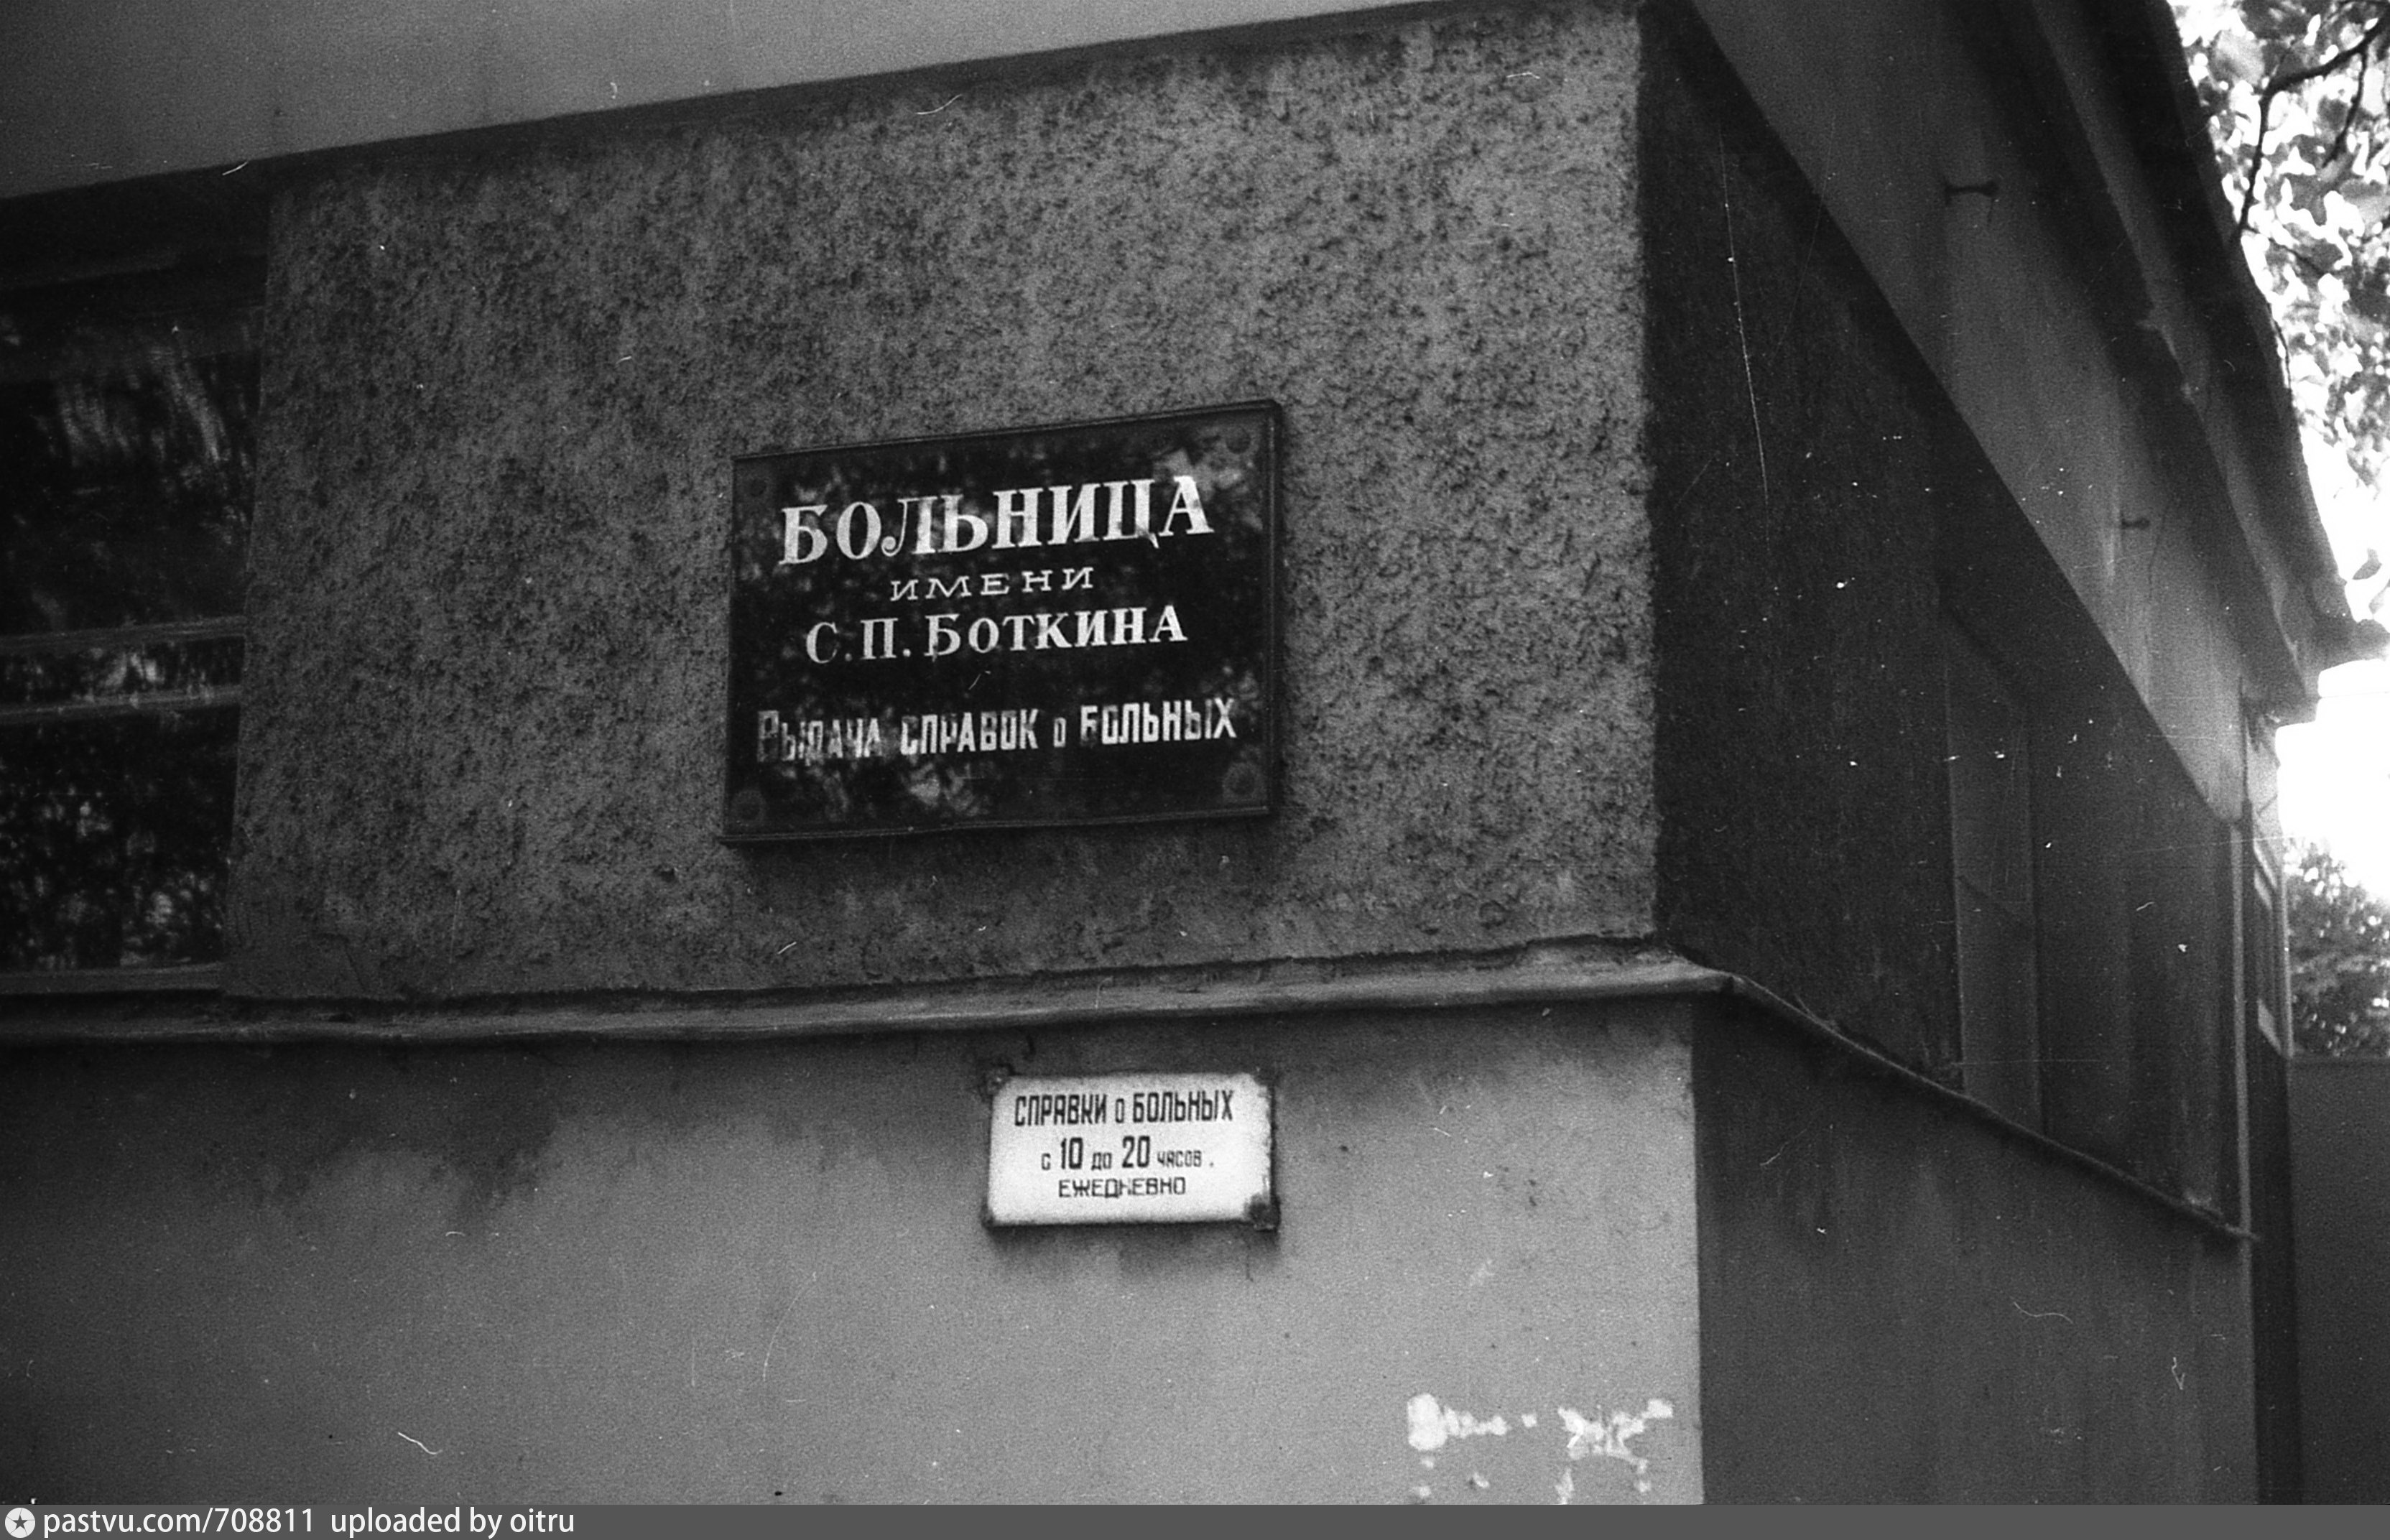 БОЛЬНИЦА
ИМЕНИ
С.П. БОТКИНА
ВЫДАЧА СПРАВОК О БОЛЬНЫХ
СПРАВКИ О БОЛЬНЫХ
С 10 ДО 20 ЧАСОВ.
ЕЖЕДНЕВНО
pastvu.com/708811 uploaded by oitru